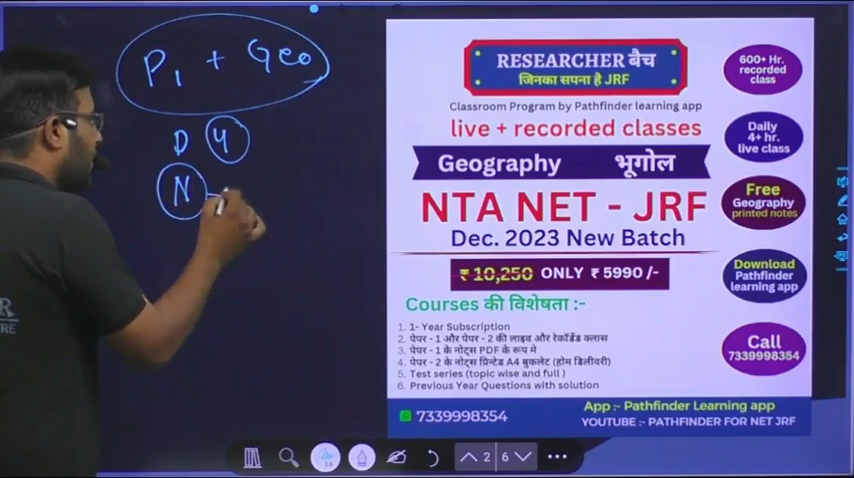 P1 + Geo
D 4
N
RESEARCHER बैच
जिनका सपना है JRF
Classroom Program by Pathfinder learning app
live + recorded classes
Geography भूगोल
NTA NET - JRF
Dec. 2023 New Batch
₹ 10,250 ONLY ₹ 5990 /-
Courses की विशेषता :-
1. 1- Year Subscription
2. पेपर - 1 और पेपर - 2 की लाइव और रेकॉर्डेड क्लास
3. पेपर - 1 के नोट्स PDF के रूप मे
4. पेपर - 2 के नोट्स प्रिन्टेड A4 बुकलेट (होम डिलीवरी)
5. Test series (topic wise and full )
6. Previous Year Questions with solution
600+ Hr.
recorded
class
Daily
4+ hr.
live class
Free
Geography
printed notes
Download
Pathfinder
learning app
Call
7339998354
7339998354
App :- Pathfinder Learning app
YOUTUBE :- PATHFINDER FOR NET JRF
2 6